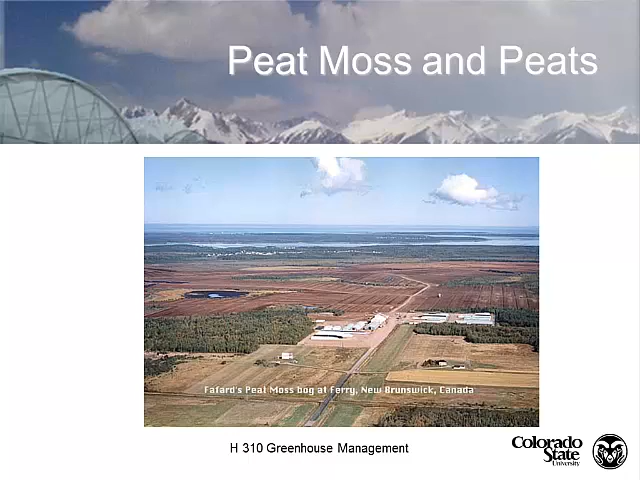 Peat Moss and Peats
Fafard's Peat Moss bog at Ferry, New Brunswick, Canada
H 310 Greenhouse Management
Colorado
State
University